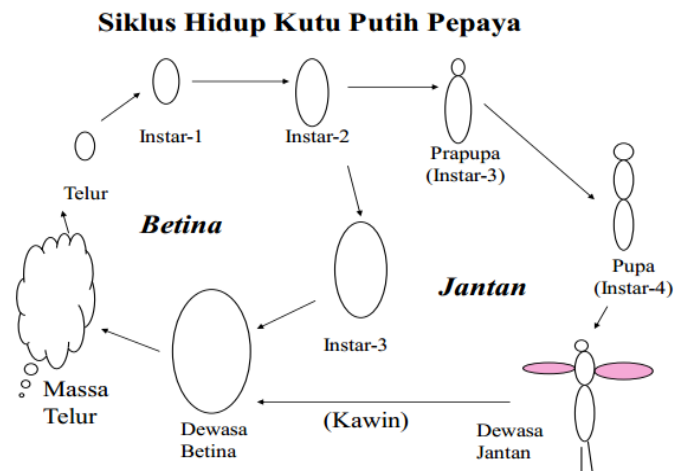 Siklus Hidup Kutu Putih Pepaya
Instar-1
Instar-2
Prapupa
(Instar-3)
Telur
Betina
Pupa
(Instar-4)
Jantan
Instar-3
Massa
Telur
Dewasa
Betina
(Kawin)
Dewasa
Jantan